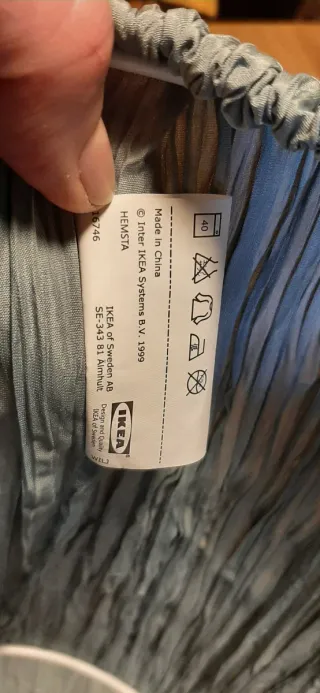 40
Made in China
© Inter IKEA Systems B.V. 1999
HEMSTA
6746
IKEA of Sweden AB
SE-343 81 Älmhult
IKEA®
Design and Quality
IKEA of Sweden